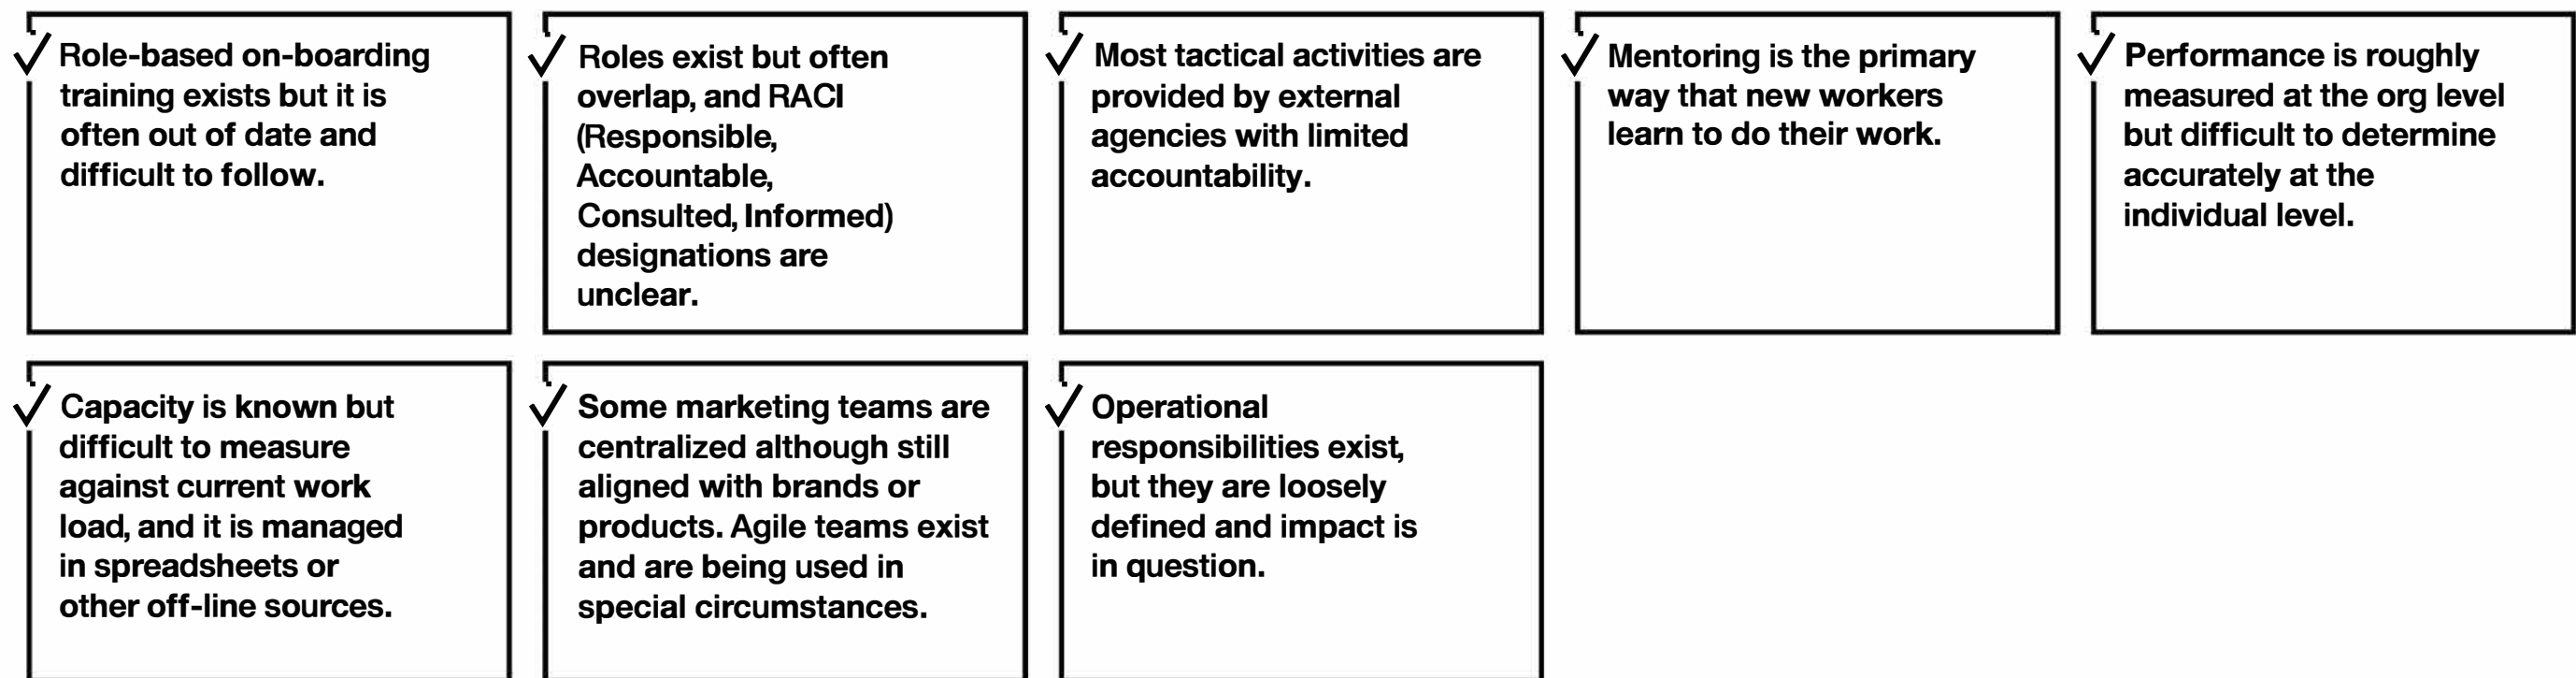 Role-based on-boarding
training exists but it is
often out of date and
difficult to follow.
Roles exist but often
overlap, and RACI
(Responsible,
Accountable,
Consulted, Informed)
designations are
unclear.
Most tactical activities are
provided by external
agencies with limited
accountability.
Mentoring is the primary
way that new workers
learn to do their work.
Performance is roughly
measured at the org level
but difficult to determine
accurately at the
individual level.
Capacity is known but
difficult to measure
against current work
load, and it is managed
in spreadsheets or
other off-line sources.
Some marketing teams are
centralized although still
aligned with brands or
products. Agile teams exist
and are being used in
special circumstances.
Operational
responsibilities exist,
but they are loosely
defined and impact is
in question.